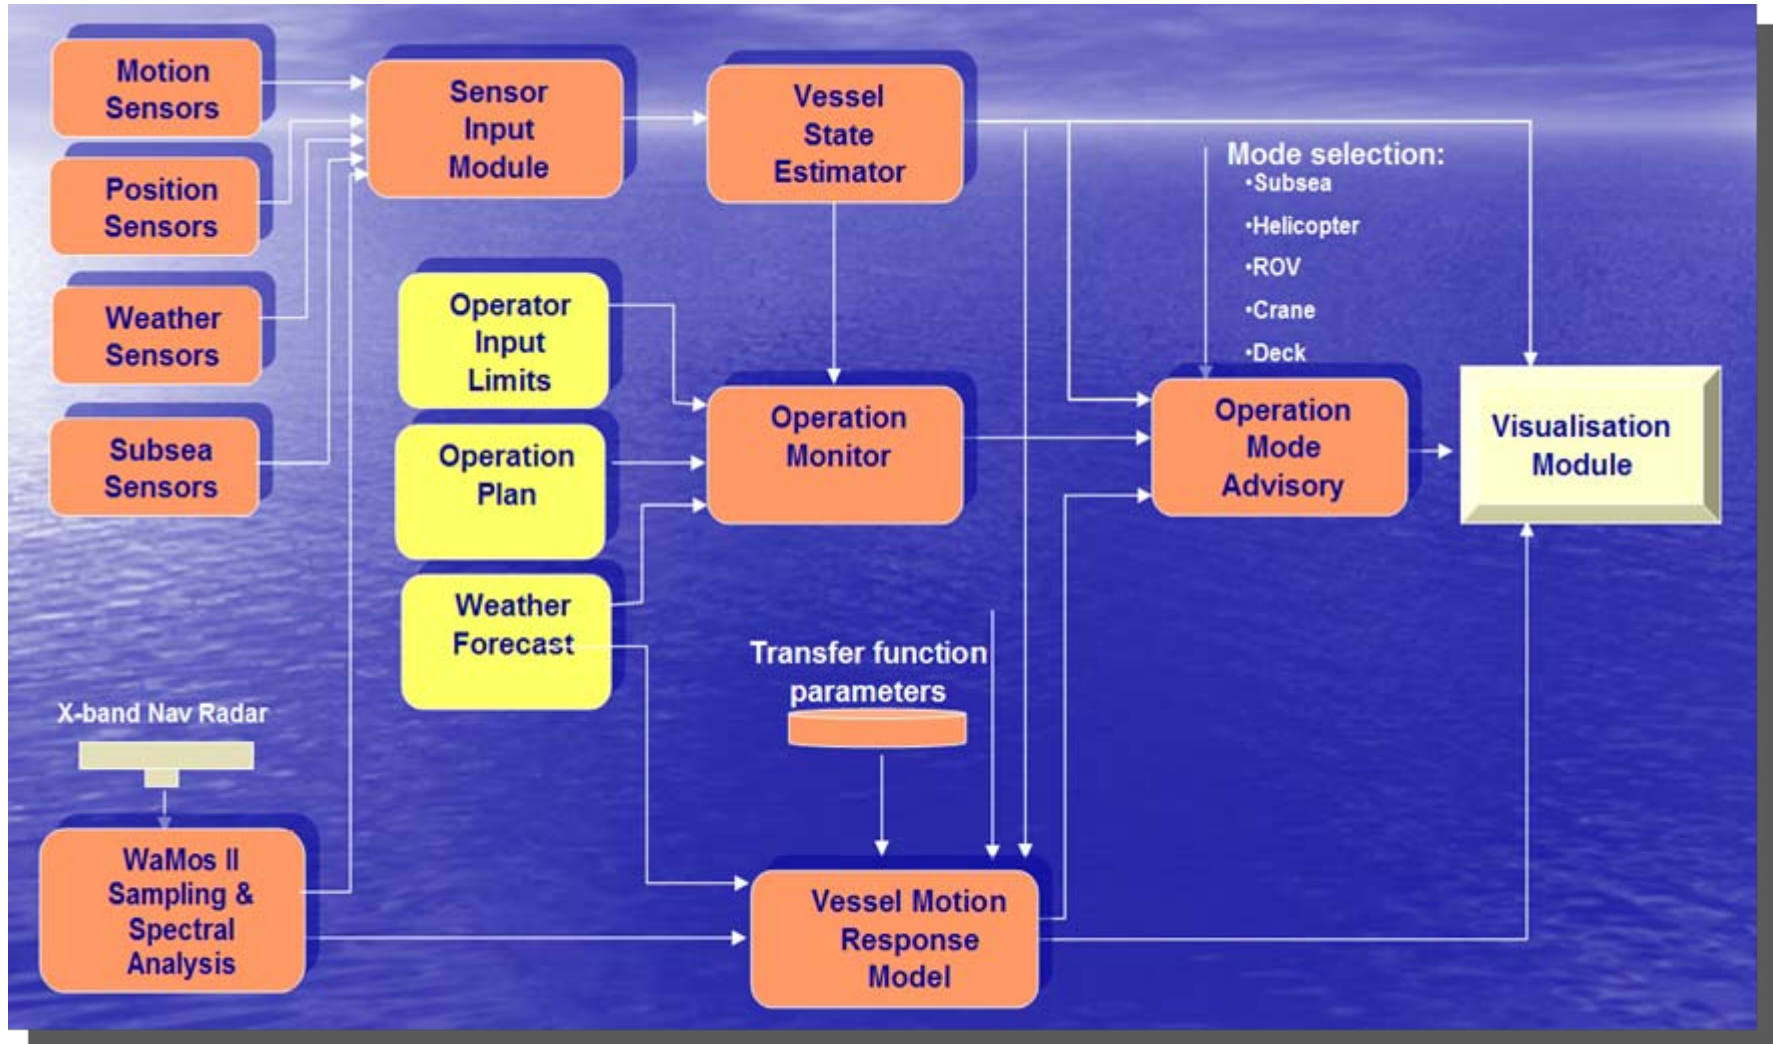 Motion
Sensors
Position
Sensors
Weather
Sensors
Subsea
Sensors
X-band Nav Radar
WaMos II
Sampling &
Spectral
Analysis
Sensor
Input
Module
Operator
Input
Limits
Operation
Plan
Weather
Forecast
Vessel
State
Estimator
Operation
Monitor
Transfer function
parameters
Vessel Motion
Response
Model
Mode selection:
•Subsea
•Helicopter
•ROV
•Crane
•Deck
Operation
Mode
Advisory
Visualisation
Module